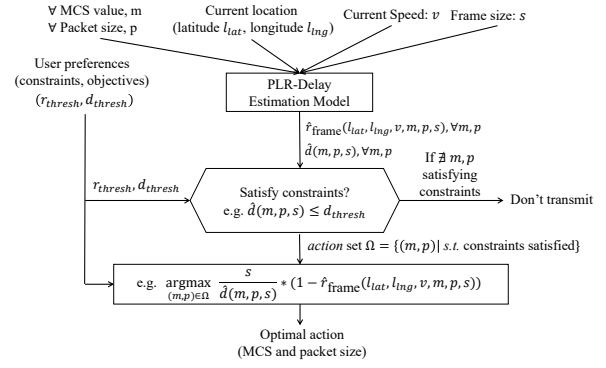 ∀ MCS value, m
∀ Packet size, p
Current location
(latitude l_lat, longitude l_lng)
Current Speed: v
Frame size: s
User preferences
(constraints, objectives)
(r_thresh, d_thresh)
PLR-Delay
Estimation Model
r̂_frame(l_lat, l_lng, v, m, p, s), ∀m, p
d̂(m, p, s), ∀m, p
If ∄ m, p
satisfying
constraints
r_thresh, d_thresh
Satisfy constraints?
e.g. d̂(m, p, s) ≤ d_thresh
Don't transmit
action set Ω = {(m, p)| s.t. constraints satisfied}
e.g. argmax_(m,p)∈Ω s / d̂(m, p, s) * (1 − r̂_frame(l_lat, l_lng, v, m, p, s))
Optimal action
(MCS and packet size)